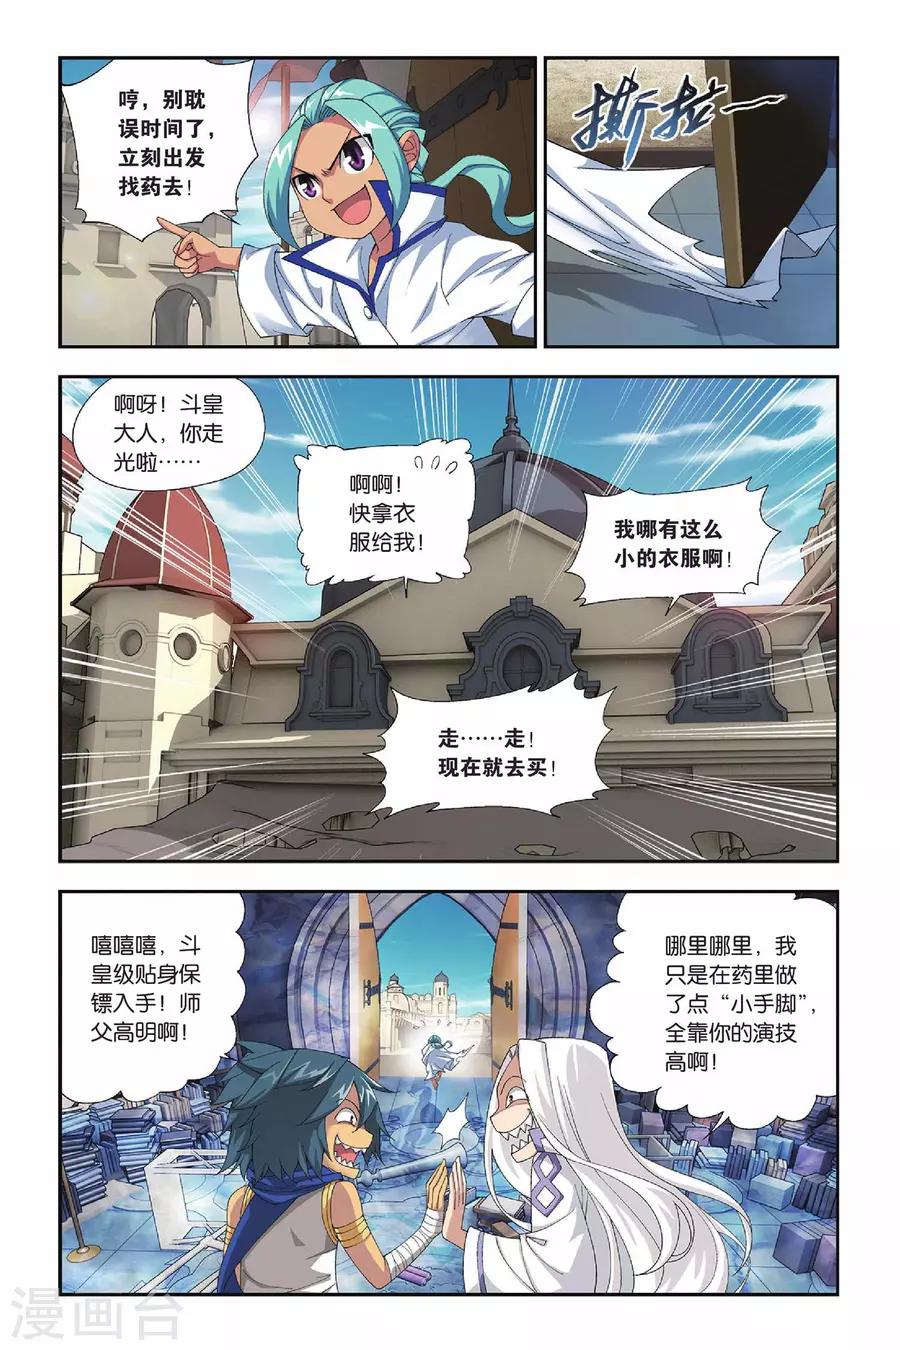 哼，别耽
误时间了，
立刻出发
找药去！
撕拉一
啊呀！斗皇
大人，你走
光啦……
啊啊！
快拿衣
服给我！
我哪有这么
小的衣服啊！
走……走！
现在就去买！
嘻嘻嘻，斗
皇级贴身保
镖入手！师
父高明啊！
哪里哪里，我
只是在药里做
了点“小手脚”，
全靠你的演技
高啊！
漫画台